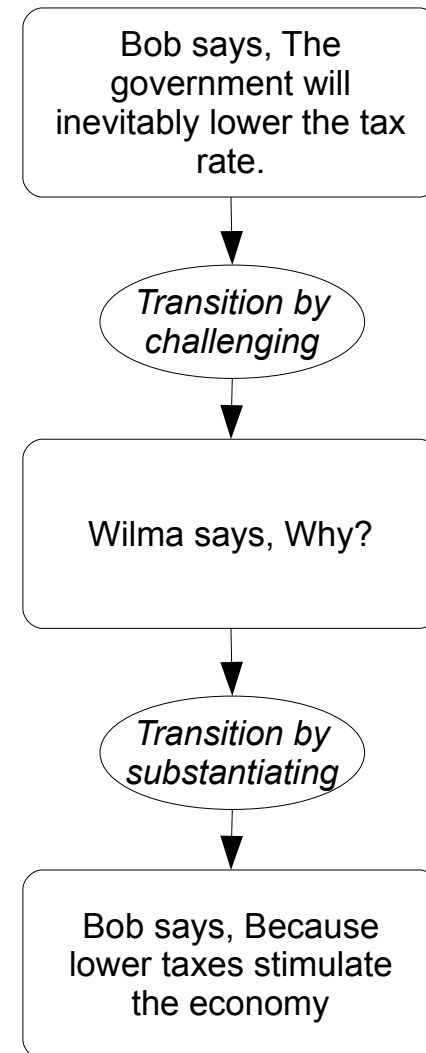 Bob says, The
government will
inevitably lower the tax
rate.
Transition by
challenging
Wilma says, Why?
Transition by
substantiating
Bob says, Because
lower taxes stimulate
the economy